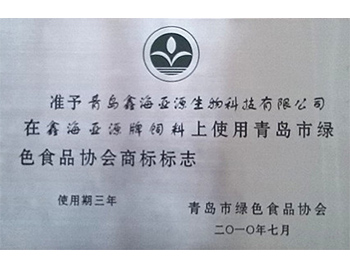 准予青岛鑫海亚源生物科技有限公司
在鑫海亚源牌饲料上使用青岛市绿
色食品协会商标标志
使用期三年
青岛市绿色食品协会
二〇一〇年七月